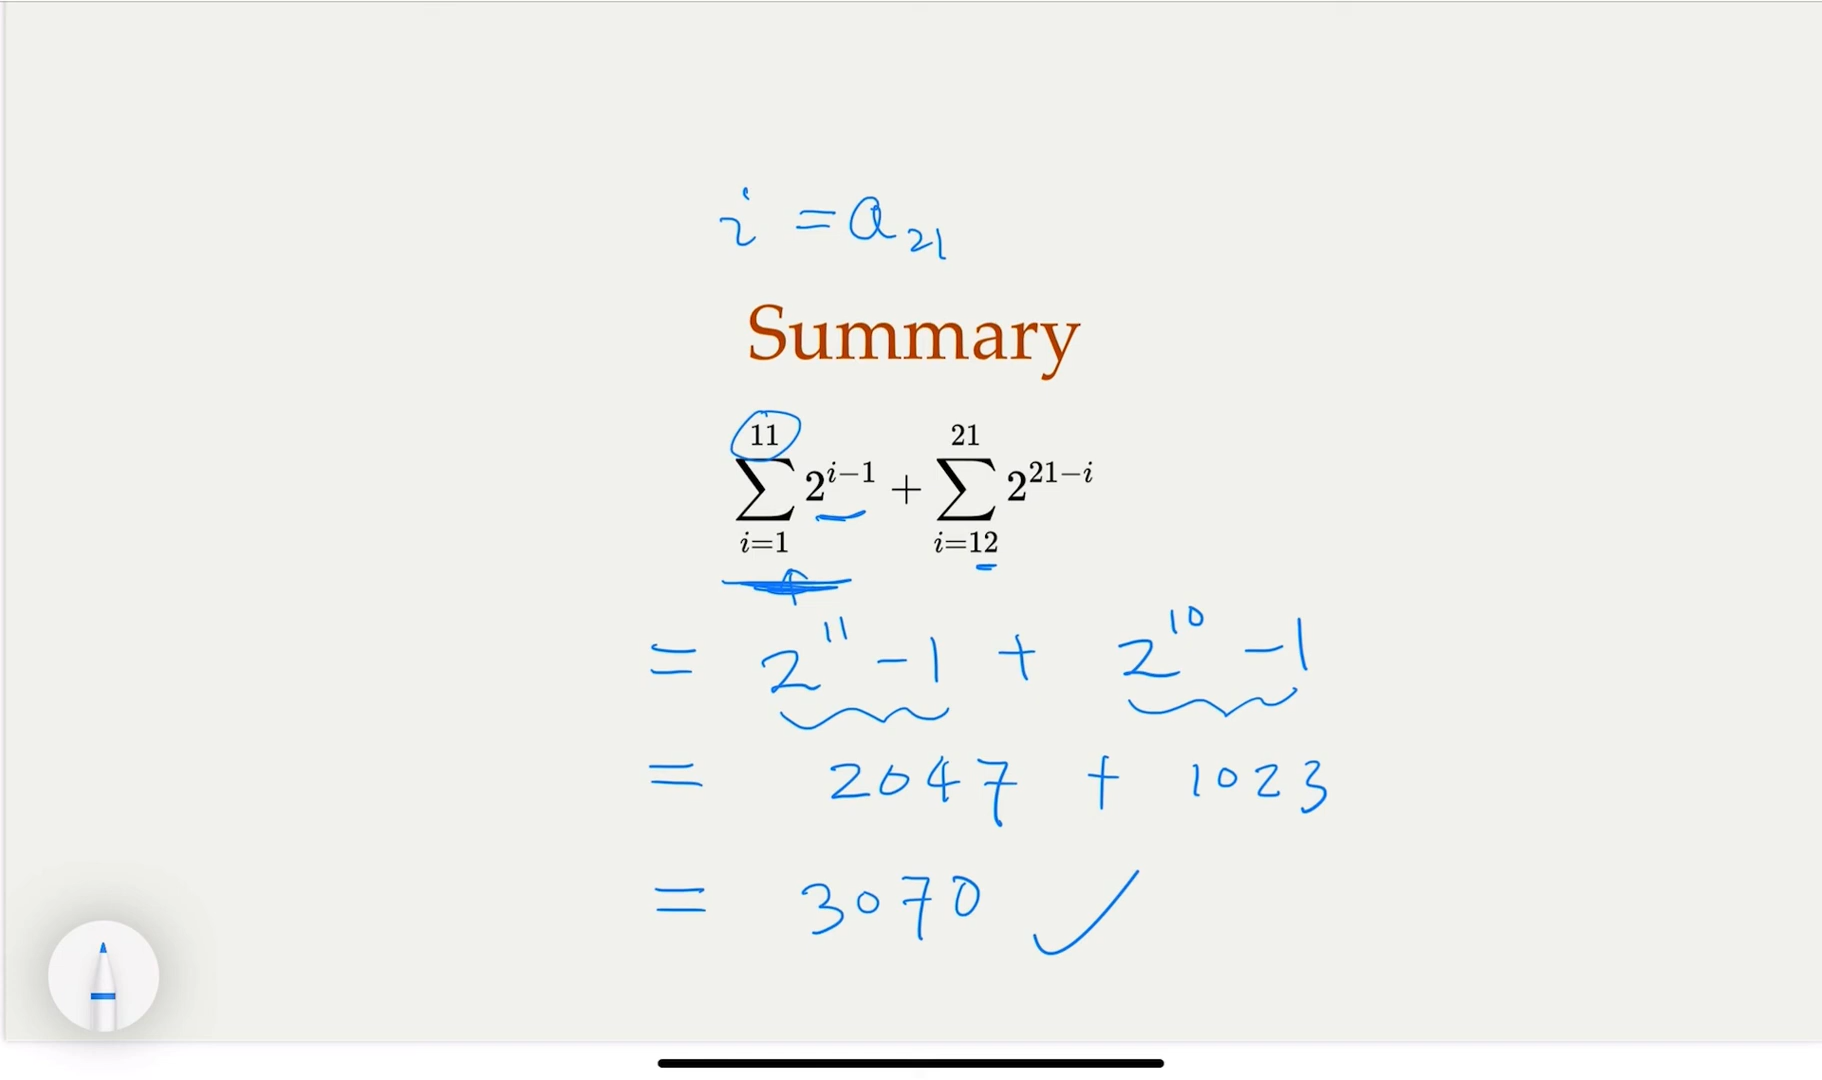 i = a₂₁
Summary
∑_{i=1}^{11} 2^{i−1} + ∑_{i=12}^{21} 2^{21−i}
= 2^{11} − 1 + 2^{10} − 1
= 2047 + 1023
= 3070 ✓